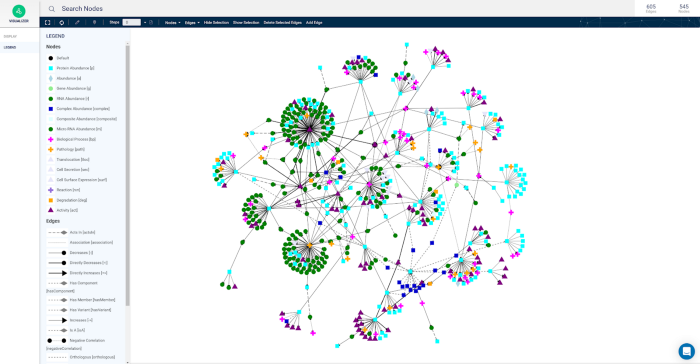 Search Nodes
605
Edges
545
Nodes
VISUALIZER
Steps
Nodes
Edges
Hide Selection
Show Selection
Delete Selected Edges
Add Edge
DISPLAY
LEGEND
LEGEND
Nodes
Default
Protein Abundance [p]
Abundance [a]
Gene Abundance [g]
RNA Abundance [r]
Complex Abundance [complex]
Composite Abundance [composite]
Micro RNA Abundance [m]
Biological Process [bp]
Pathology [path]
Translocation [tloc]
Cell Secretion [sec]
Cell Surface Expression [surf]
Reaction [rxn]
Degradation [deg]
Activity [act]
Edges
Acts In [actsIn]
Association [association]
Decreases [-|]
Directly Decreases [=|]
Directly Increases [=>]
Has Component
[hasComponent]
Has Member [hasMember]
Has Variant [hasVariant]
Increases [->]
Is A [isA]
Negative Correlation
[negativeCorrelation]
Orthologous [orthologous]